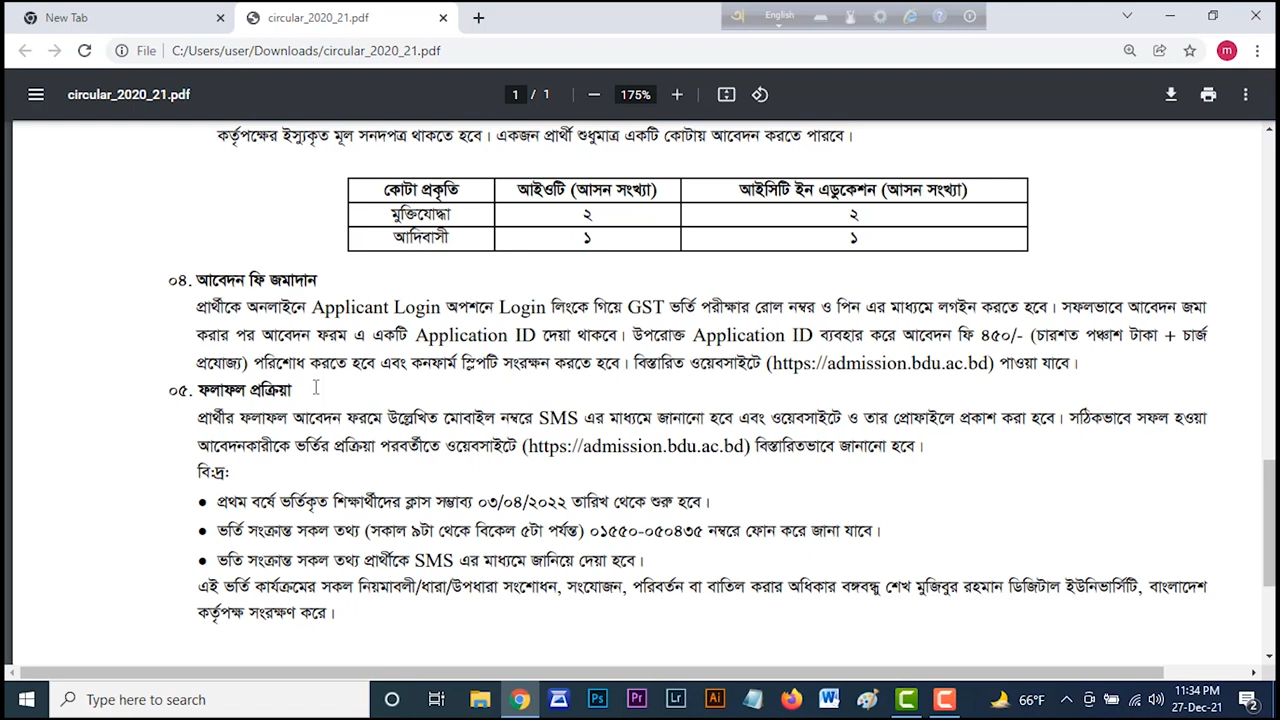 New Tab
circular_2020_21.pdf
English
File
C:/Users/user/Downloads/circular_2020_21.pdf
m
circular_2020_21.pdf
1 / 1
175%
কর্তৃপক্ষের ইস্যুকৃত মূল সনদপত্র থাকতে হবে। একজন প্রার্থী শুধুমাত্র একটি কোটায় আবেদন করতে পারবে।
কোটা প্রকৃতি আইওটি (আসন সংখ্যা) আইসিটি ইন এডুকেশন (আসন সংখ্যা)
মুক্তিযোদ্ধা ২ ২
আদিবাসী ১ ১
০৪. আবেদন ফি জমাদান
প্রার্থীকে অনলাইনে Applicant Login অপশনে Login লিংকে গিয়ে GST ভর্তি পরীক্ষার রোল নম্বর ও পিন এর মাধ্যমে লগইন করতে হবে। সফলভাবে আবেদন জমা
করার পর আবেদন ফরম এ একটি Application ID দেয়া থাকবে। উপরোক্ত Application ID ব্যবহার করে আবেদন ফি ৪৫০/- (চারশত পঞ্চাশ টাকা + চার্জ
প্রযোজ্য) পরিশোধ করতে হবে এবং কনফার্ম স্লিপটি সংরক্ষন করতে হবে। বিস্তারিত ওয়েবসাইটে (https://admission.bdu.ac.bd) পাওয়া যাবে।
০৫. ফলাফল প্রক্রিয়া
প্রার্থীর ফলাফল আবেদন ফরমে উল্লেখিত মোবাইল নম্বরে SMS এর মাধ্যমে জানানো হবে এবং ওয়েবসাইটে ও তার প্রোফাইলে প্রকাশ করা হবে। সঠিকভাবে সফল হওয়া
আবেদনকারীকে ভর্তির প্রক্রিয়া পরবর্তীতে ওয়েবসাইটে (https://admission.bdu.ac.bd) বিস্তারিতভাবে জানানো হবে।
বি:দ্র:
• প্রথম বর্ষে ভর্তিকৃত শিক্ষার্থীদের ক্লাস সম্ভাব্য ০৩/০৪/২০২২ তারিখ থেকে শুরু হবে।
• ভর্তি সংক্রান্ত সকল তথ্য (সকাল ৯টা থেকে বিকেল ৫টা পর্যন্ত) ০১৫৫০-০৫০৪৩৫ নম্বরে ফোন করে জানা যাবে।
• ভতি সংক্রান্ত সকল তথ্য প্রার্থীকে SMS এর মাধ্যমে জানিয়ে দেয়া হবে।
এই ভর্তি কার্যক্রমের সকল নিয়মাবলী/ধারা/উপধারা সংশোধন, সংযোজন, পরিবর্তন বা বাতিল করার অধিকার বঙ্গবন্ধু শেখ মুজিবুর রহমান ডিজিটাল ইউনিভার্সিটি, বাংলাদেশ
কর্তৃপক্ষ সংরক্ষণ করে।
Type here to search
Ps
Pr
Lr
Ai
W
C
C
66°F
11:34 PM
27-Dec-21
2